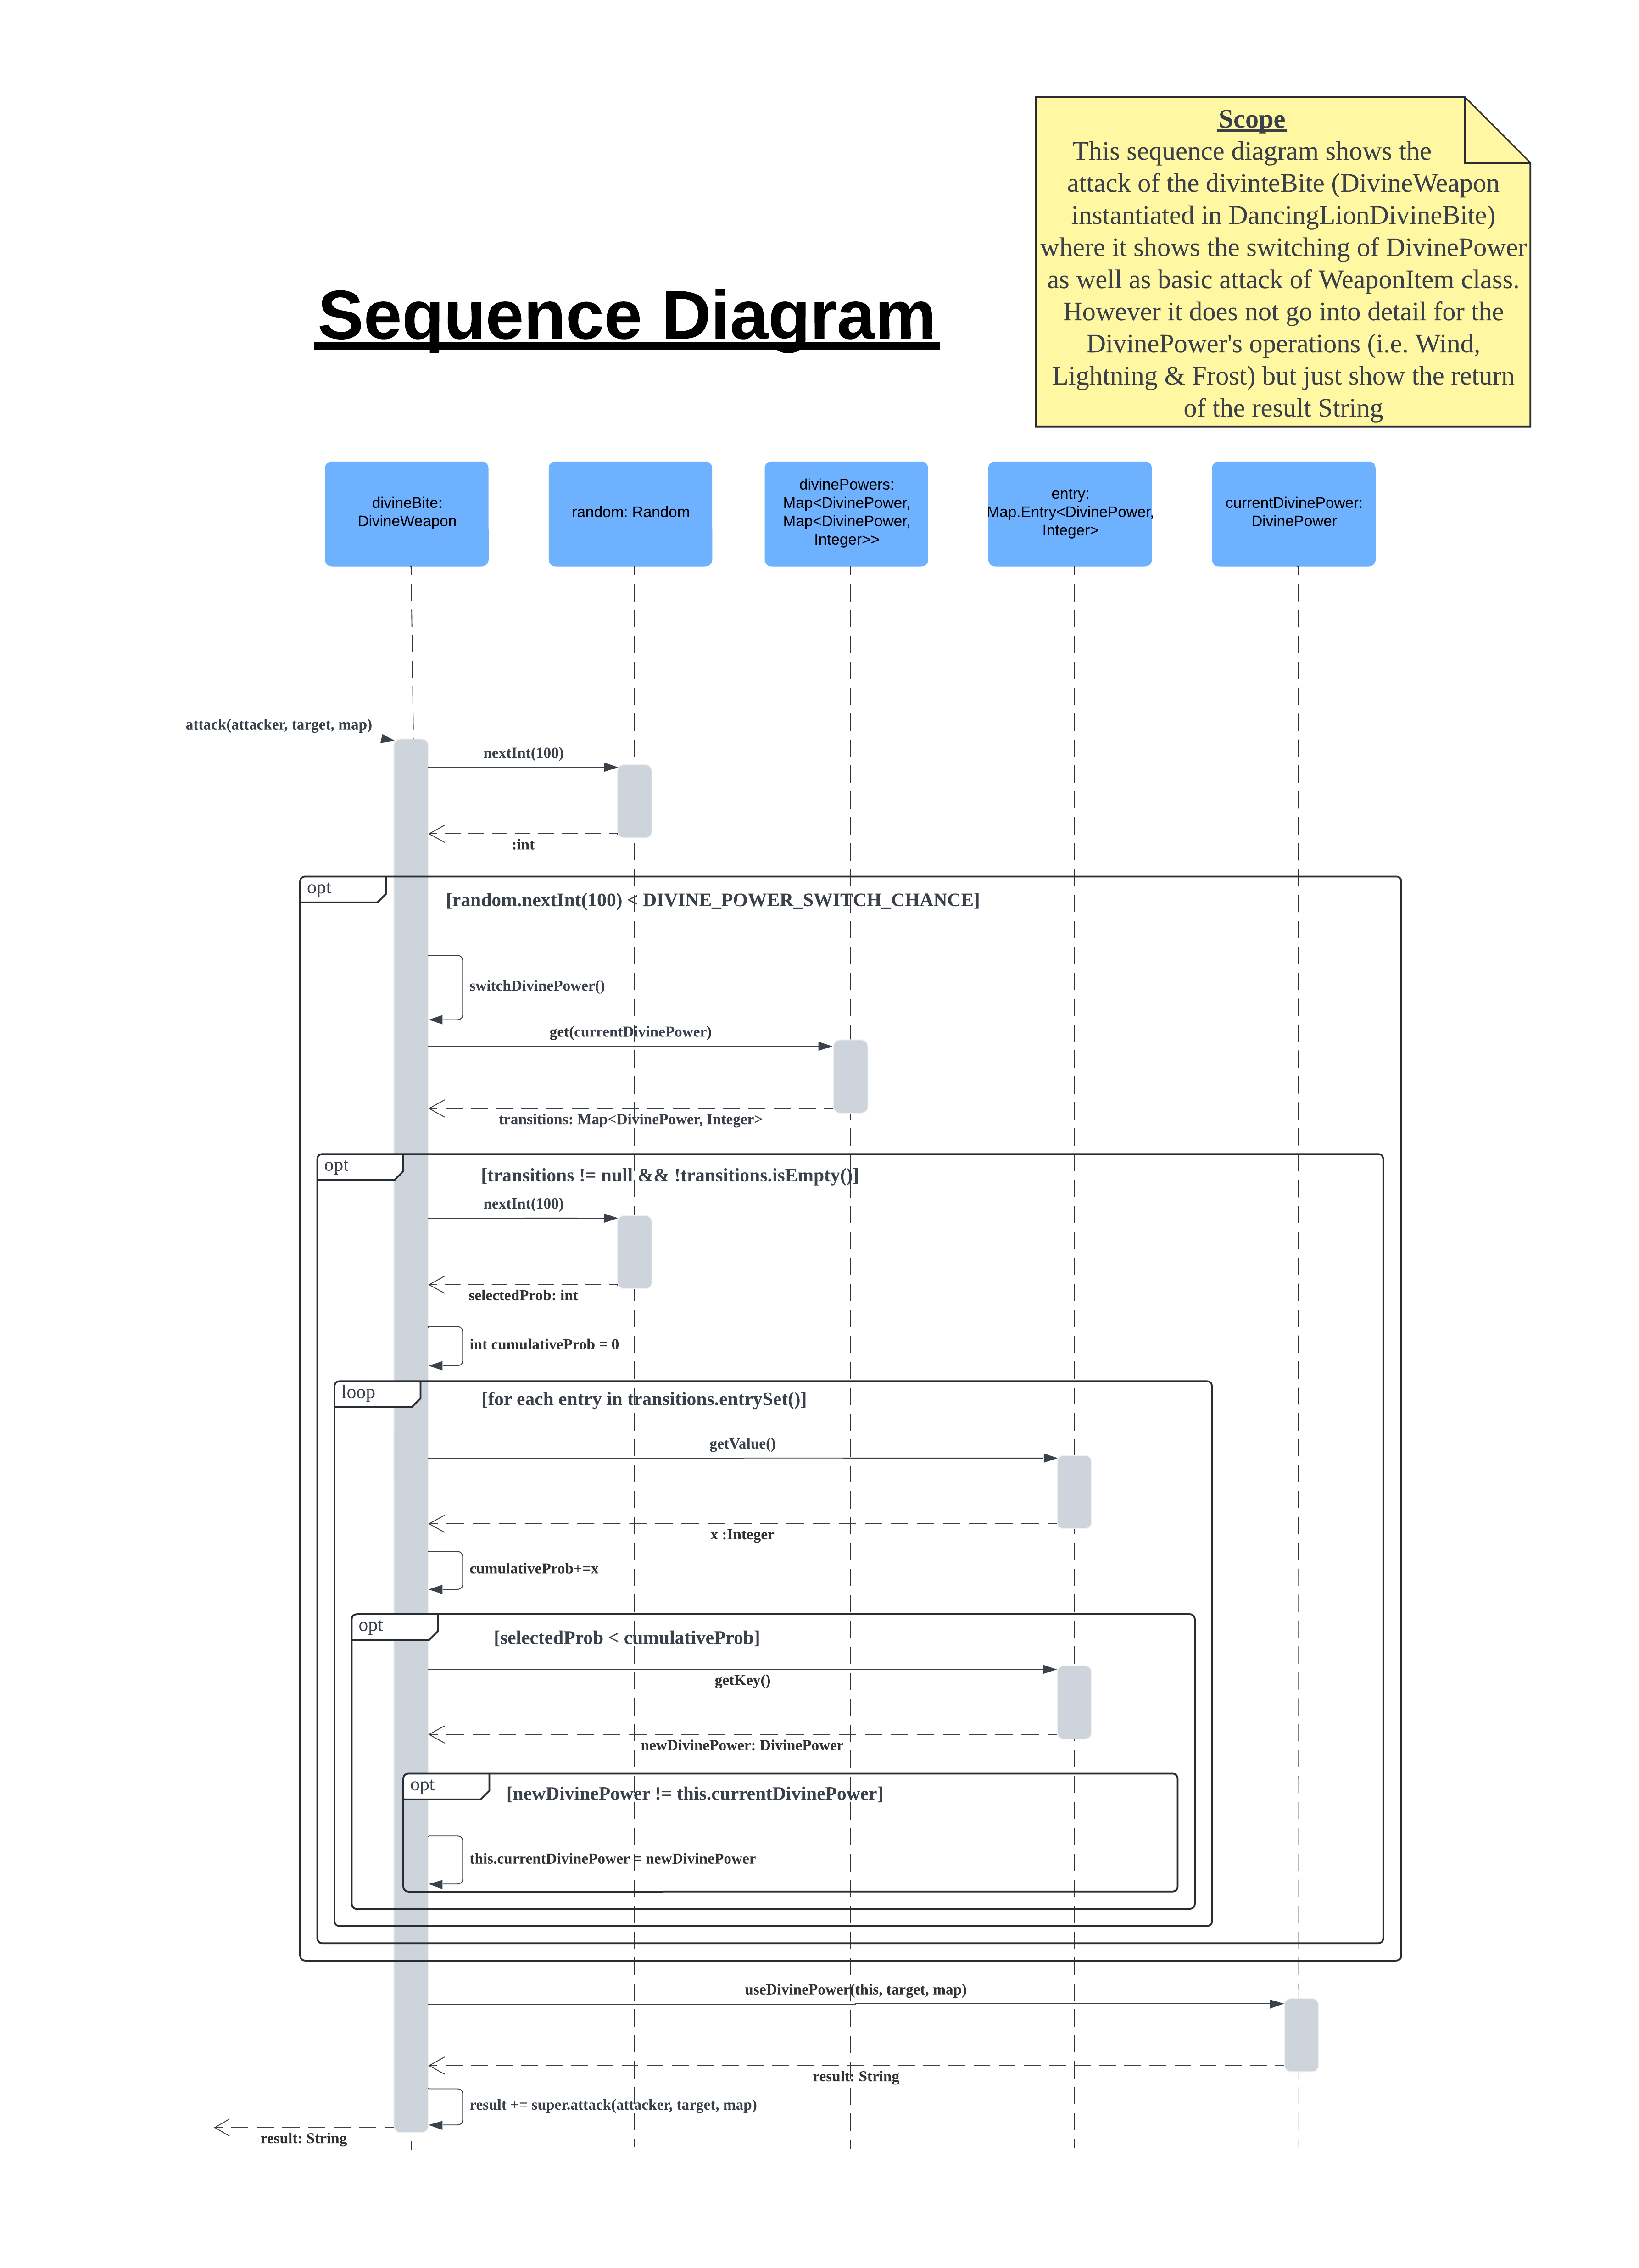 Scope
This sequence diagram shows the
attack of the divinteBite (DivineWeapon
instantiated in DancingLionDivineBite)
where it shows the switching of DivinePower
as well as basic attack of WeaponItem class.
However it does not go into detail for the
DivinePower's operations (i.e. Wind,
Lightning & Frost) but just show the return
of the result String
Sequence Diagram
divineBite:
DivineWeapon
random: Random
divinePowers:
Map<DivinePower,
Map<DivinePower,
Integer>>
entry:
Map.Entry<DivinePower,
Integer>
currentDivinePower:
DivinePower
attack(attacker, target, map)
nextInt(100)
:int
opt
[random.nextInt(100) < DIVINE_POWER_SWITCH_CHANCE]
switchDivinePower()
get(currentDivinePower)
transitions: Map<DivinePower, Integer>
opt
[transitions != null && !transitions.isEmpty()]
nextInt(100)
selectedProb: int
int cumulativeProb = 0
loop
[for each entry in transitions.entrySet()]
getValue()
x :Integer
cumulativeProb+=x
opt
[selectedProb < cumulativeProb]
getKey()
newDivinePower: DivinePower
opt
[newDivinePower != this.currentDivinePower]
this.currentDivinePower = newDivinePower
useDivinePower(this, target, map)
result: String
result += super.attack(attacker, target, map)
result: String